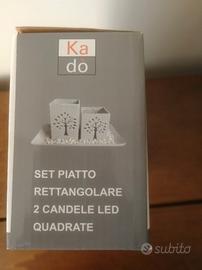 Ka
do
SET PIATTO
RETTANGOLARE
2 CANDELE LED
QUADRATE
subito